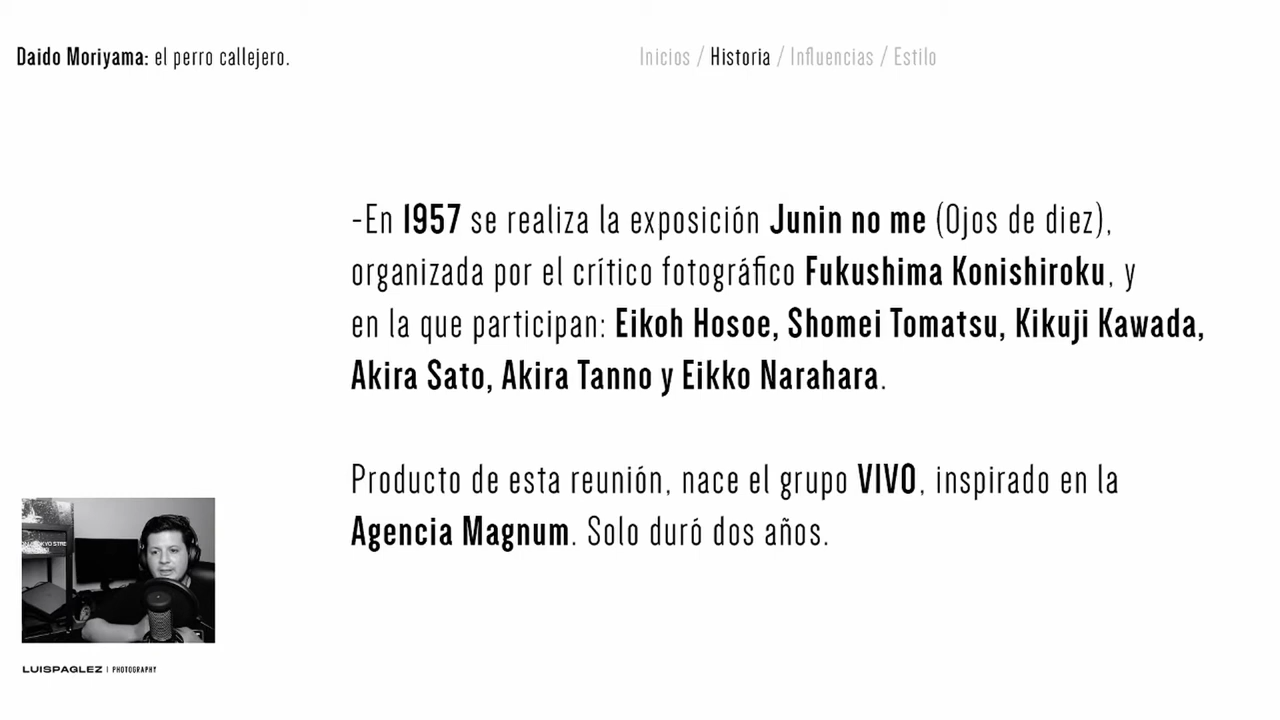 Daido Moriyama: el perro callejero.
Inicios / Historia / Influencias / Estilo
-En 1957 se realiza la exposición Junin no me (Ojos de diez),
organizada por el crítico fotográfico Fukushima Konishiroku, y
en la que participan: Eikoh Hosoe, Shomei Tomatsu, Kikuji Kawada,
Akira Sato, Akira Tanno y Eikko Narahara.
Producto de esta reunión, nace el grupo VIVO, inspirado en la
Agencia Magnum. Solo duró dos años.
LUISPAGLEZ | PHOTOGRAPHY